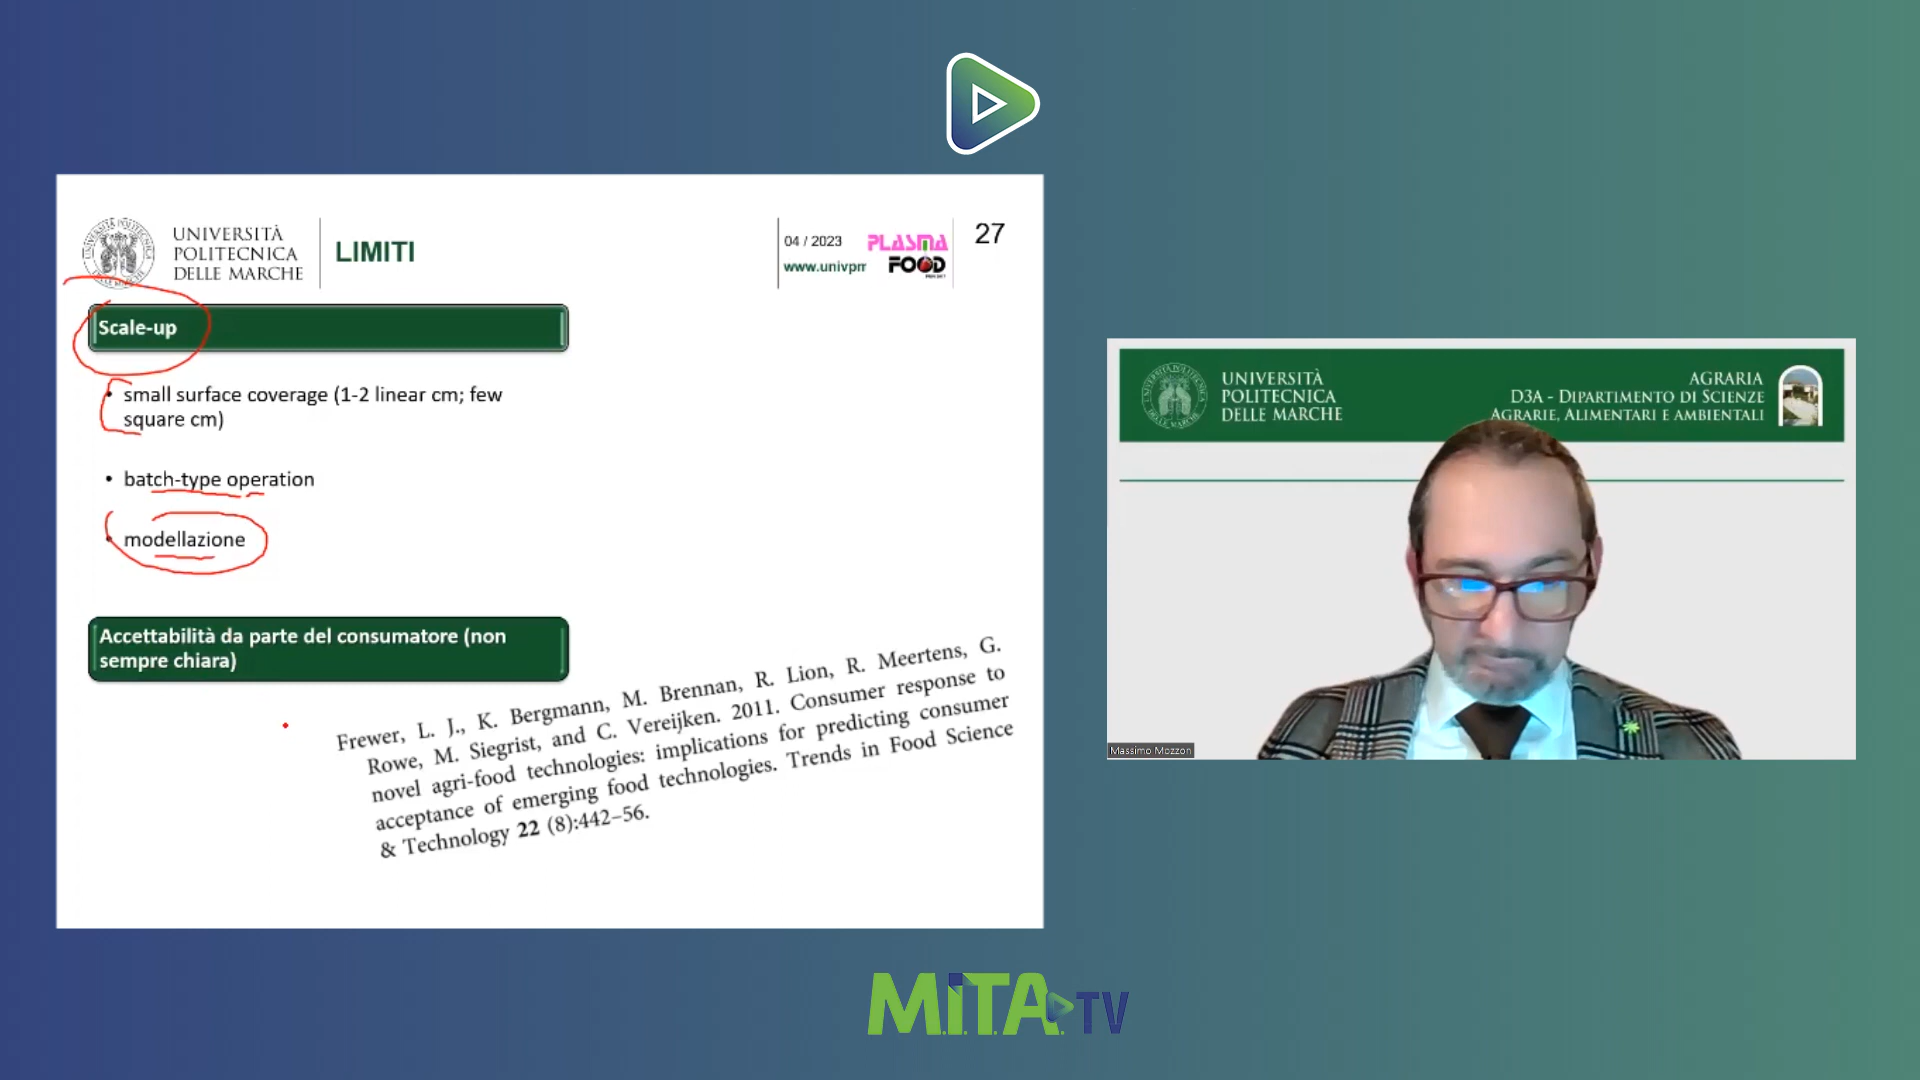 UNIVERSITÀ
POLITECNICA
DELLE MARCHE
LIMITI
04 / 2023
www.univpm
PLASMA
FOOD
27
Scale-up
• small surface coverage (1-2 linear cm; few
square cm)
• batch-type operation
• modellazione
Accettabilità da parte del consumatore (non
sempre chiara)
Frewer, L. J., K. Bergmann, M. Brennan, R. Lion, R. Meertens, G.
Rowe, M. Siegrist, and C. Vereijken. 2011. Consumer response to
novel agri-food technologies: implications for predicting consumer
acceptance of emerging food technologies. Trends in Food Science
& Technology 22 (8):442–56.
UNIVERSITÀ
POLITECNICA
DELLE MARCHE
AGRARIA
D3A - DIPARTIMENTO DI SCIENZE
AGRARIE, ALIMENTARI E AMBIENTALI
Massimo Mozzon
M.I.T.A. TV